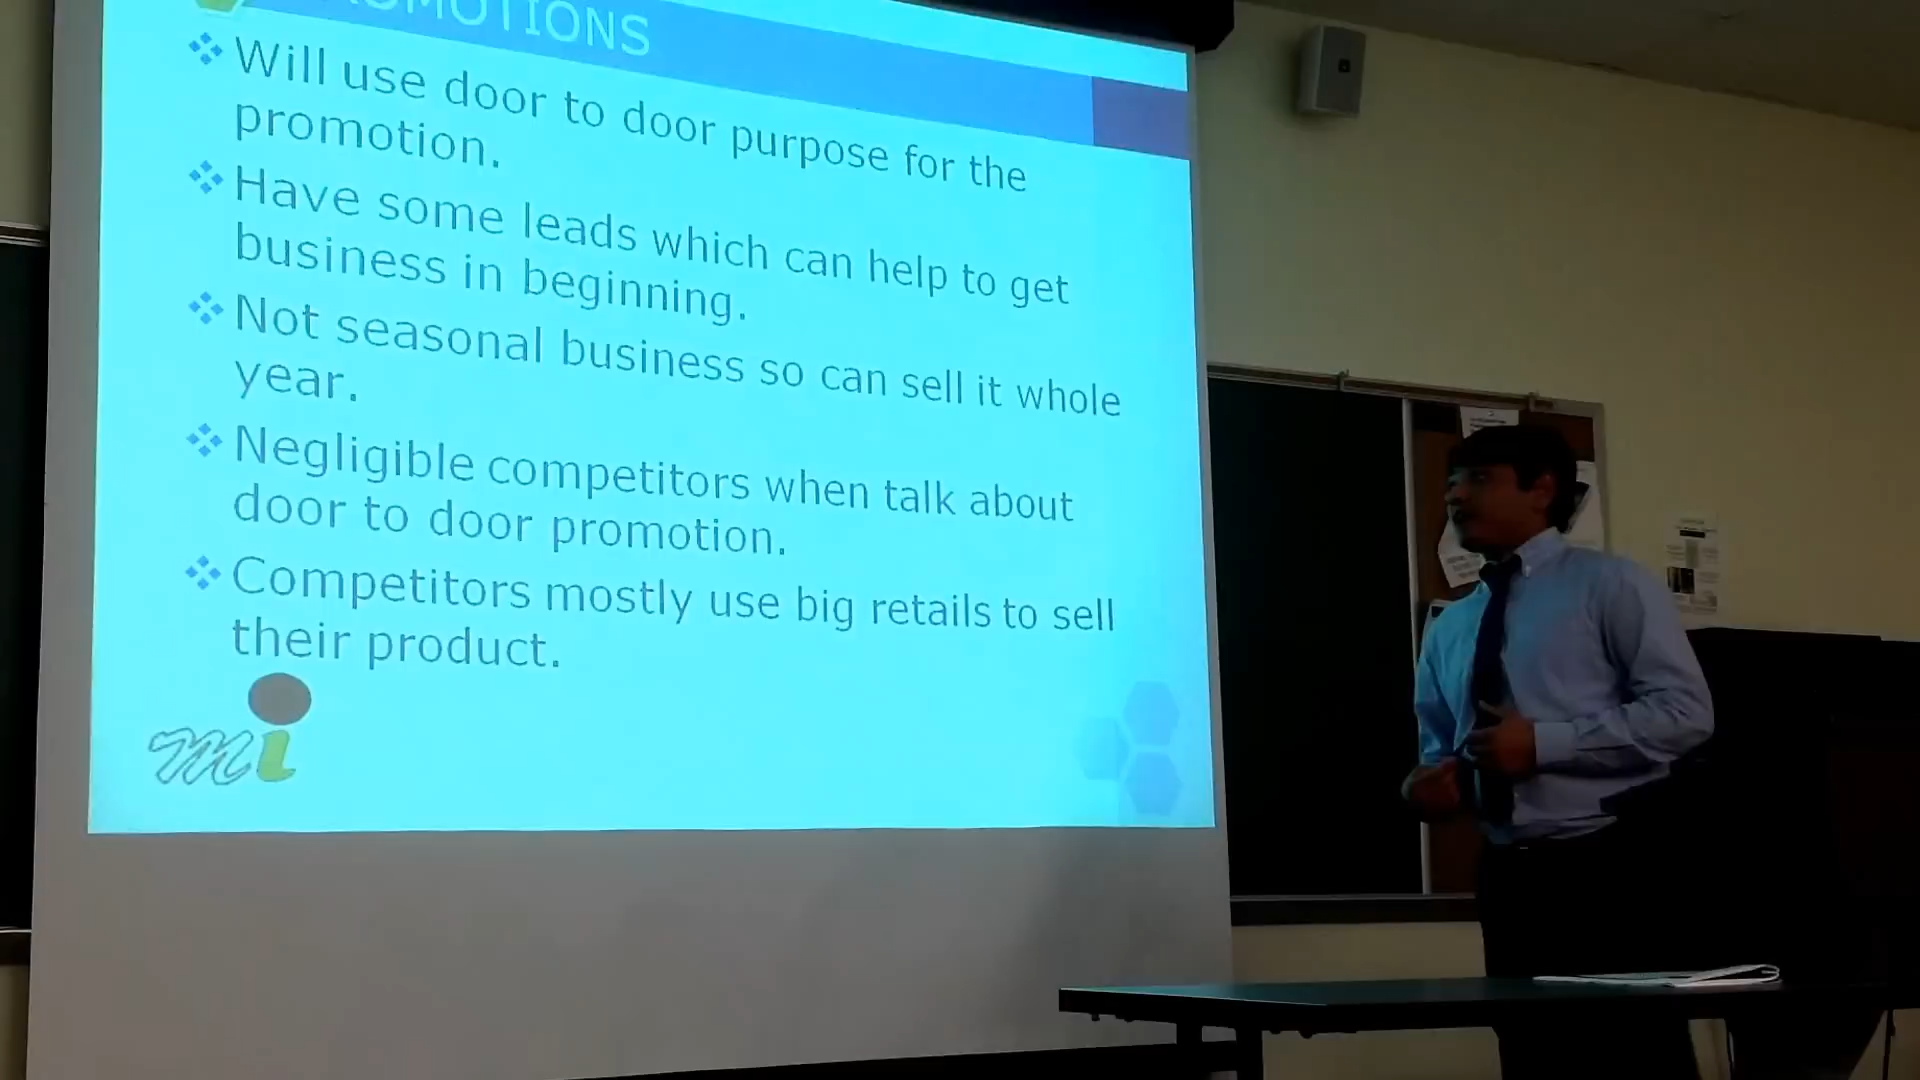 PROMOTIONS
Will use door to door purpose for the
promotion.
Have some leads which can help to get
business in beginning.
Not seasonal business so can sell it whole
year.
Negligible competitors when talk about
door to door promotion.
Competitors mostly use big retails to sell
their product.
mi